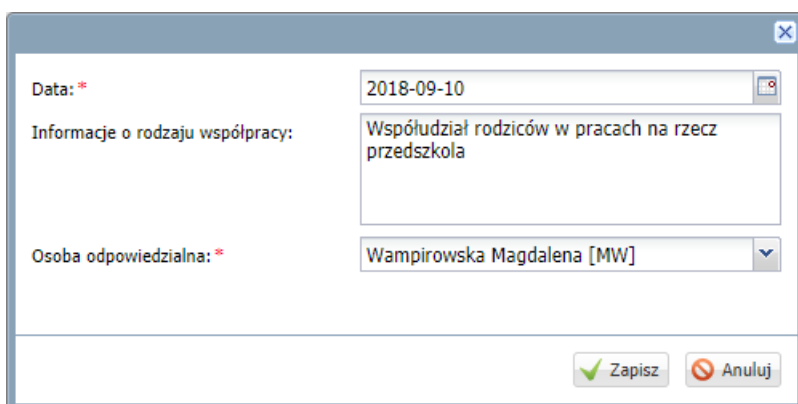 Data: *
2018-09-10
Informacje o rodzaju współpracy:
Współudział rodziców w pracach na rzecz
przedszkola
Osoba odpowiedzialna: *
Wampirowska Magdalena [MW]
Zapisz
Anuluj